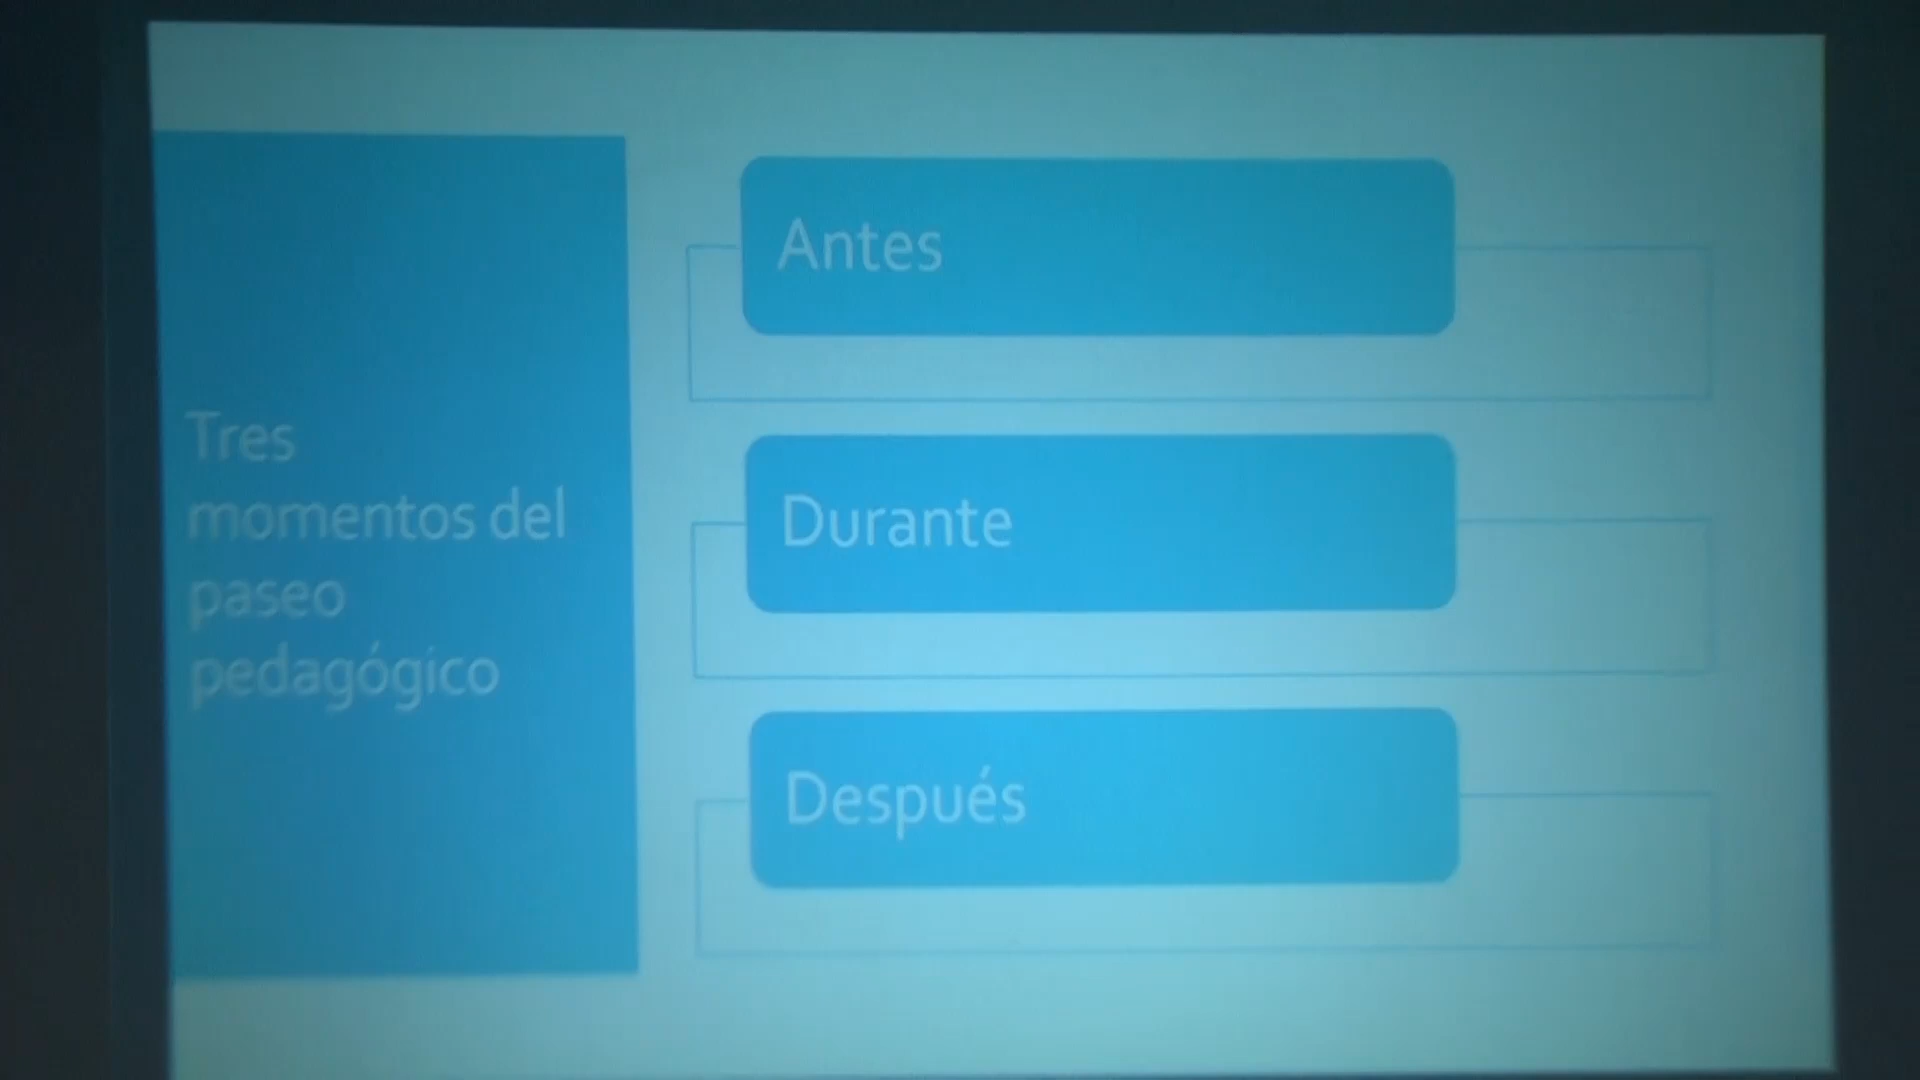 Tres
momentos del
paseo
pedagógico
Antes
Durante
Después